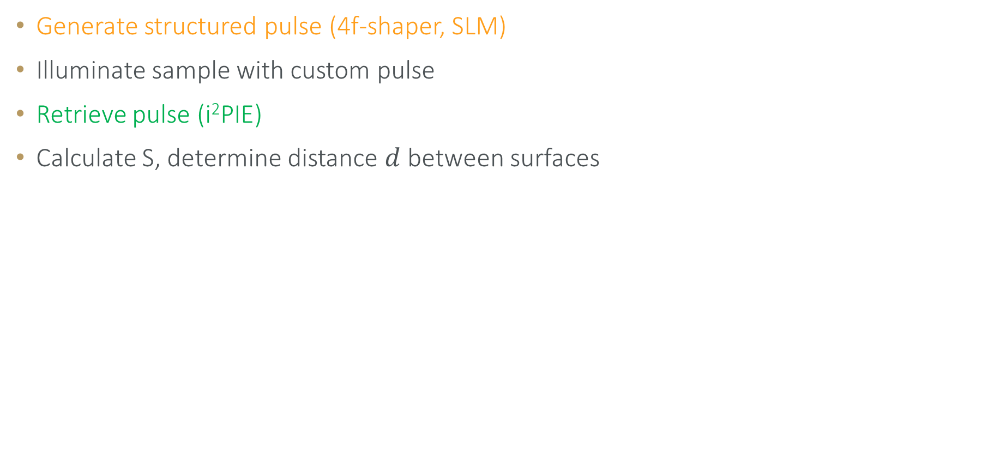 • Generate structured pulse (4f-shaper, SLM)
• Illuminate sample with custom pulse
• Retrieve pulse (i²PIE)
• Calculate S, determine distance d between surfaces